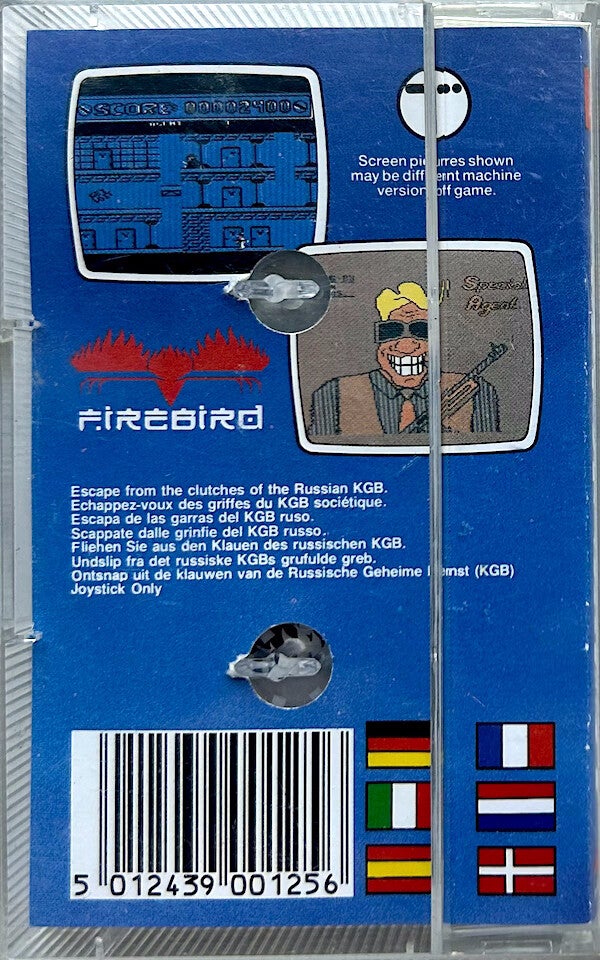 SCORE 00002400
Screen pictures shown
may be different machine
version off game.
Special
Agent
FIREBIRD
Escape from the clutches of the Russian KGB.
Echappez-voux des griffes du KGB sociétique.
Escapa de las garras del KGB ruso.
Scappate dalle grinfie del KGB russo.
Fliehen Sie aus den Klauen des russischen KGB.
Undslip fra det russiske KGBs grufulde greb.
Ontsnap uit de klauwen van de Russische Geheime (KGB)
Joystick Only
5 012439 001256